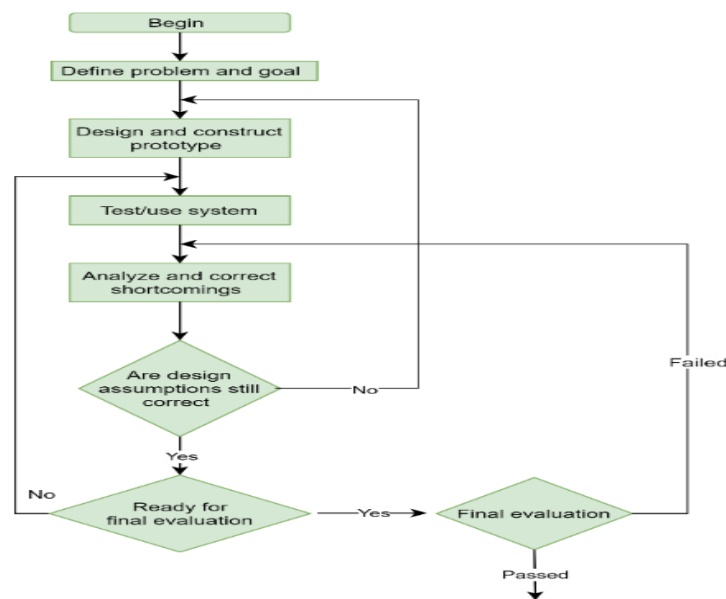 Begin
Define problem and goal
Design and construct
prototype
Test/use system
Analyze and correct
shortcomings
Are design
assumptions still
correct
No
Failed
Yes
No
Ready for
final evaluation
Yes
Final evaluation
Passed